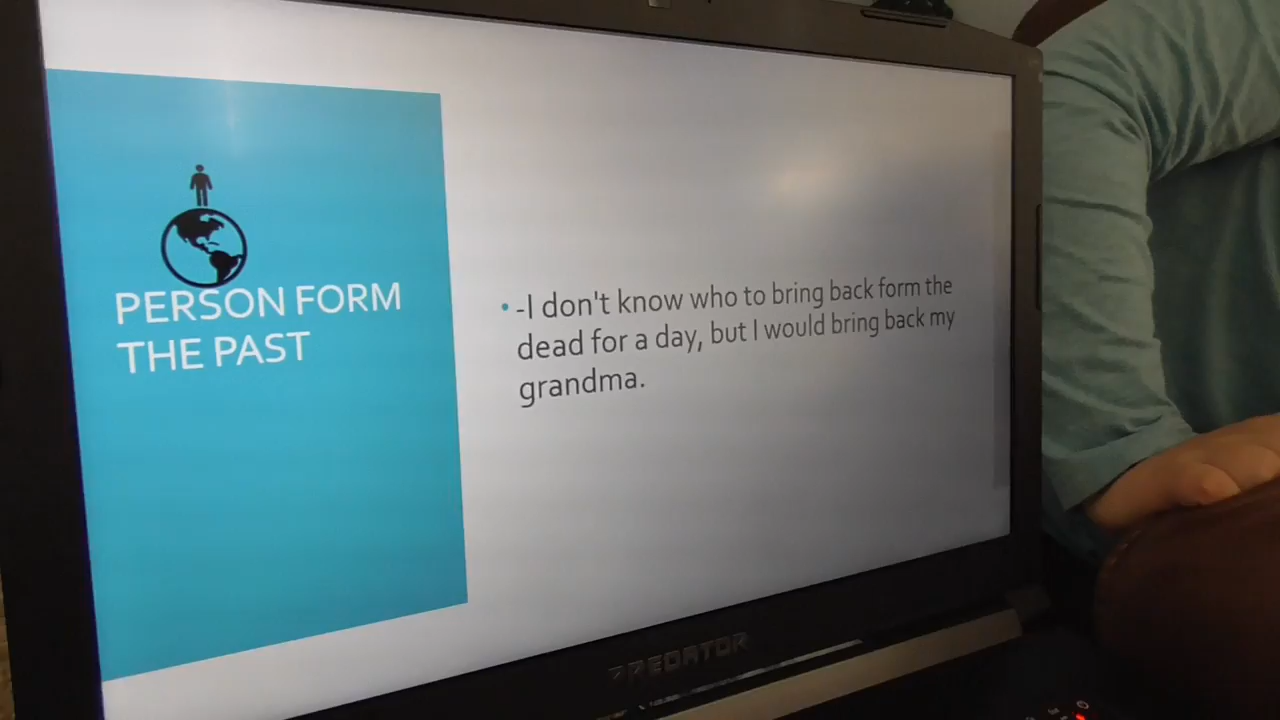 PERSON FORM
THE PAST
• -I don't know who to bring back form the
dead for a day, but I would bring back my
grandma.
PREDATOR